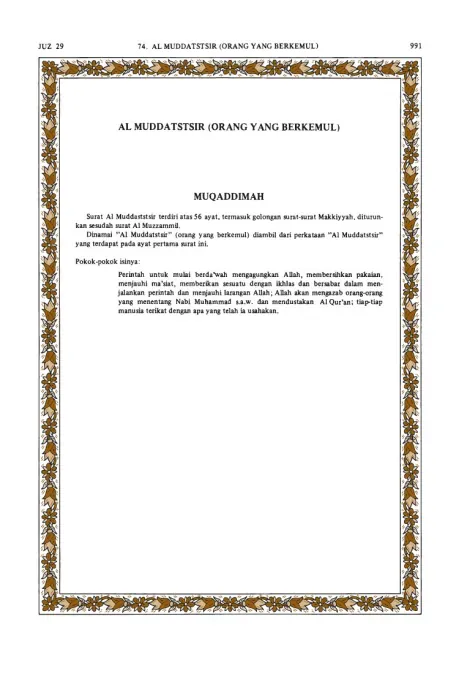 JUZ 29 74. AL MUDDATSTSIR (ORANG YANG BERKEMUL) 991
AL MUDDATSTSIR (ORANG YANG BERKEMUL)
MUQADDIMAH
Surat Al Muddaststsir terdiri atas 56 ayat, termasuk golongan surat-surat Makkiyyah, diturun-
kan sesudah surat Al Muzzammil.
Dinamai "Al Muddatstsir" (orang yang berkemul) diambil dari perkataan "Al Muddatstsir"
yang terdapat pada ayat pertama surat ini.
Pokok-pokok isinya:
Perintah untuk mulai berda'wah mengagungkan Allah, membersihkan pakaian,
menjauhi ma'siat, memberikan sesuatu dengan ikhlas dan bersabar dalam men-
jalankan perintah dan menjauhi larangan Allah; Allah akan mengazab orang-orang
yang menentang Nabi Muhammad s.a.w. dan mendustakan Al Qur'an; tiap-tiap
manusia terikat dengan apa yang telah ia usahakan.